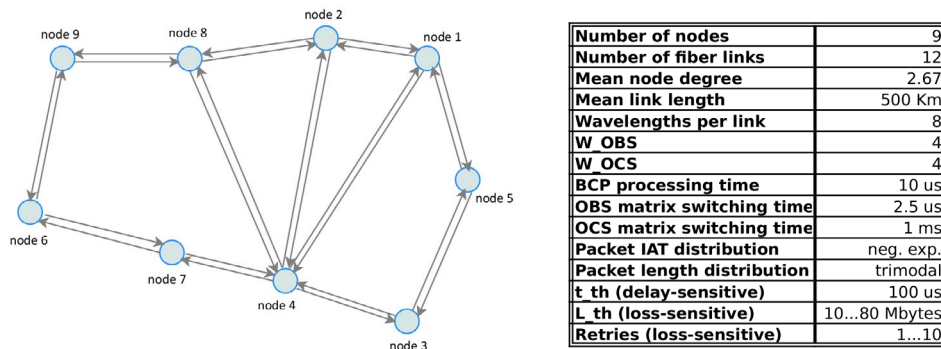 node 2
node 9
node 8
node 1
node 5
node 6
node 7
node 4
node 3
Number of nodes 9
Number of fiber links 12
Mean node degree 2.67
Mean link length 500 Km
Wavelengths per link 8
W_OBS 4
W_OCS 4
BCP processing time 10 us
OBS matrix switching time 2.5 us
OCS matrix switching time 1 ms
Packet IAT distribution neg. exp.
Packet length distribution trimodal
t_th (delay-sensitive) 100 us
L_th (loss-sensitive) 10...80 Mbytes
Retries (loss-sensitive) 1...10